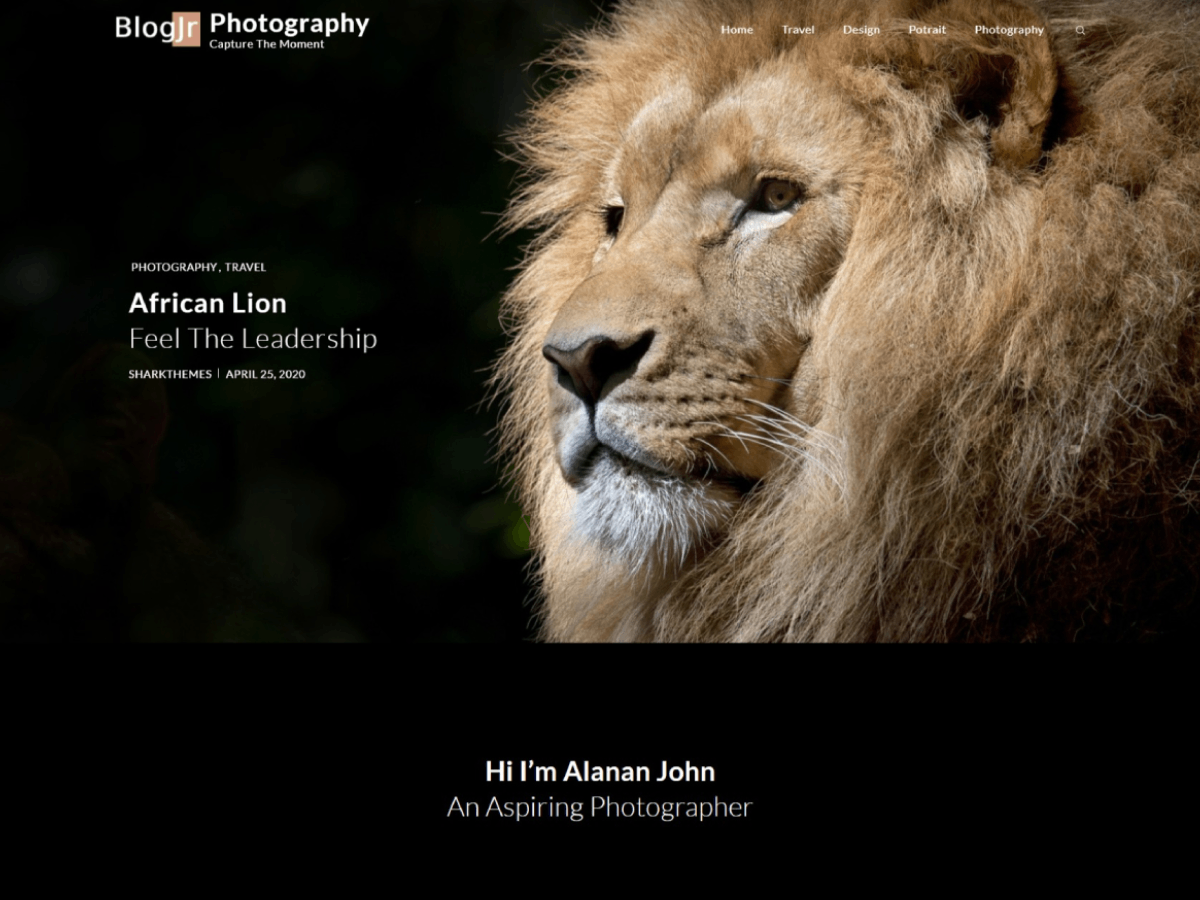 BlogJr Photography
Capture The Moment
Home Travel Design Potrait Photography
PHOTOGRAPHY, TRAVEL
African Lion
Feel The Leadership
SHARKTHEMES | APRIL 25, 2020
Hi I’m Alanan John
An Aspiring Photographer